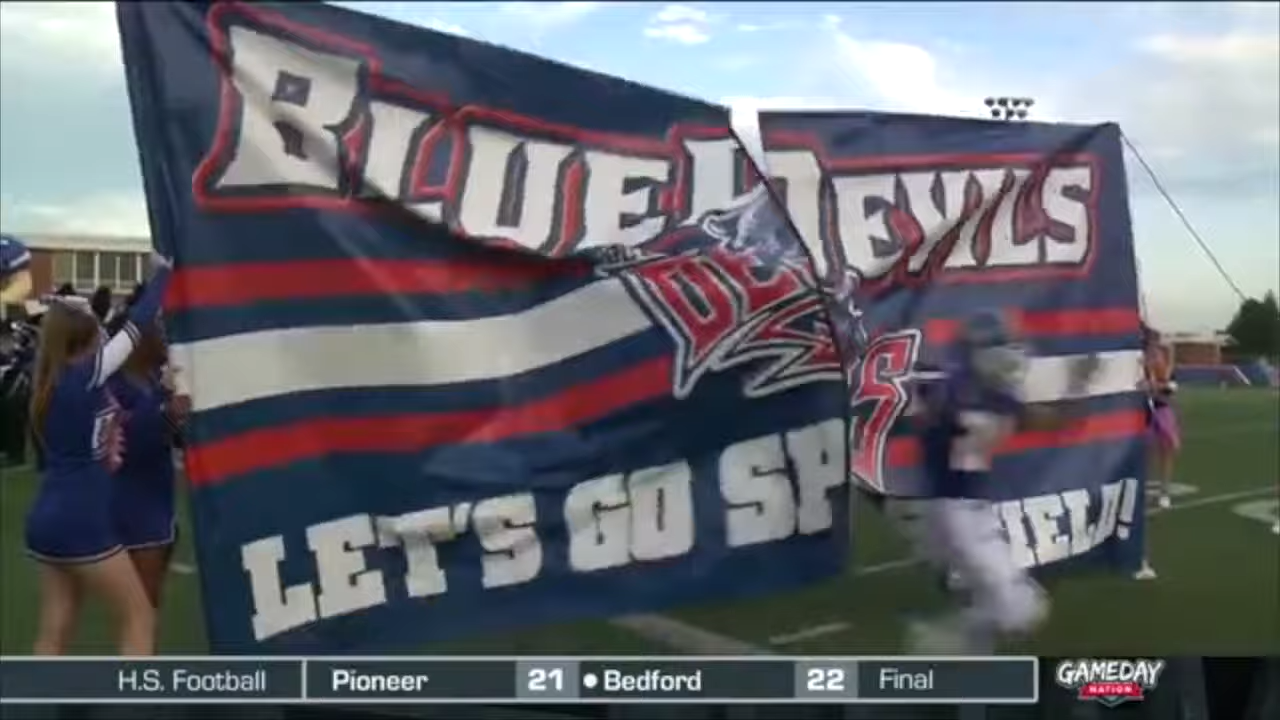 BLUE DEVILS
DEVILS
LET'S GO SP IELD!
H.S. Football Pioneer 21 Bedford 22 Final
GAMEDAY
NATION